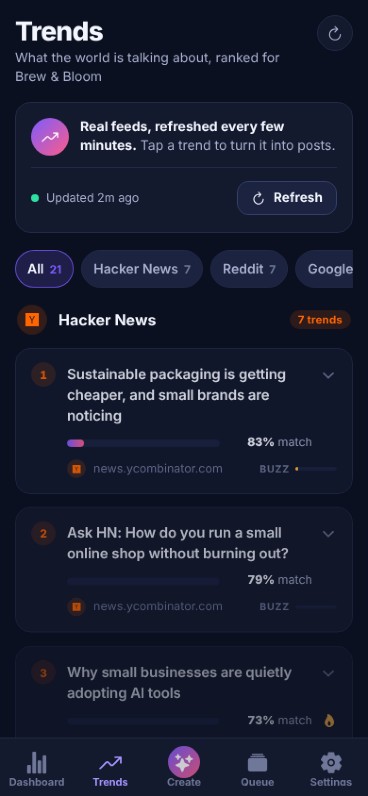 Trends
What the world is talking about, ranked for
Brew & Bloom
Real feeds, refreshed every few
minutes. Tap a trend to turn it into posts.
Updated 2m ago
Refresh
All 21
Hacker News 7
Reddit 7
Google
Y
Hacker News
7 trends
1
Sustainable packaging is getting
cheaper, and small brands are
noticing
83% match
Y
news.ycombinator.com
BUZZ
2
Ask HN: How do you run a small
online shop without burning out?
79% match
Y
news.ycombinator.com
BUZZ
3
Why small businesses are quietly
adopting AI tools
73% match
Dashboard
Trends
Create
Queue
Settings